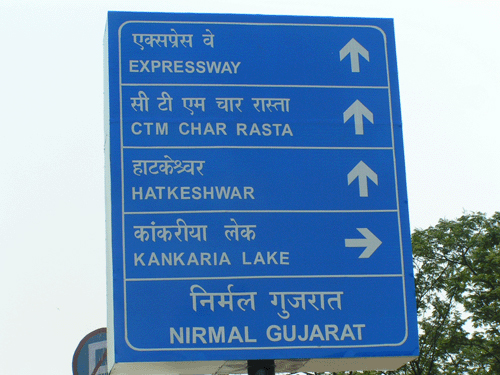 एक्सप्रेस वे
EXPRESSWAY
सी टी एम चार रास्ता
CTM CHAR RASTA
हाटकेश्र्वर
HATKESHWAR
कांकरीया लेक
KANKARIA LAKE
निर्मल गुजरात
NIRMAL GUJARAT